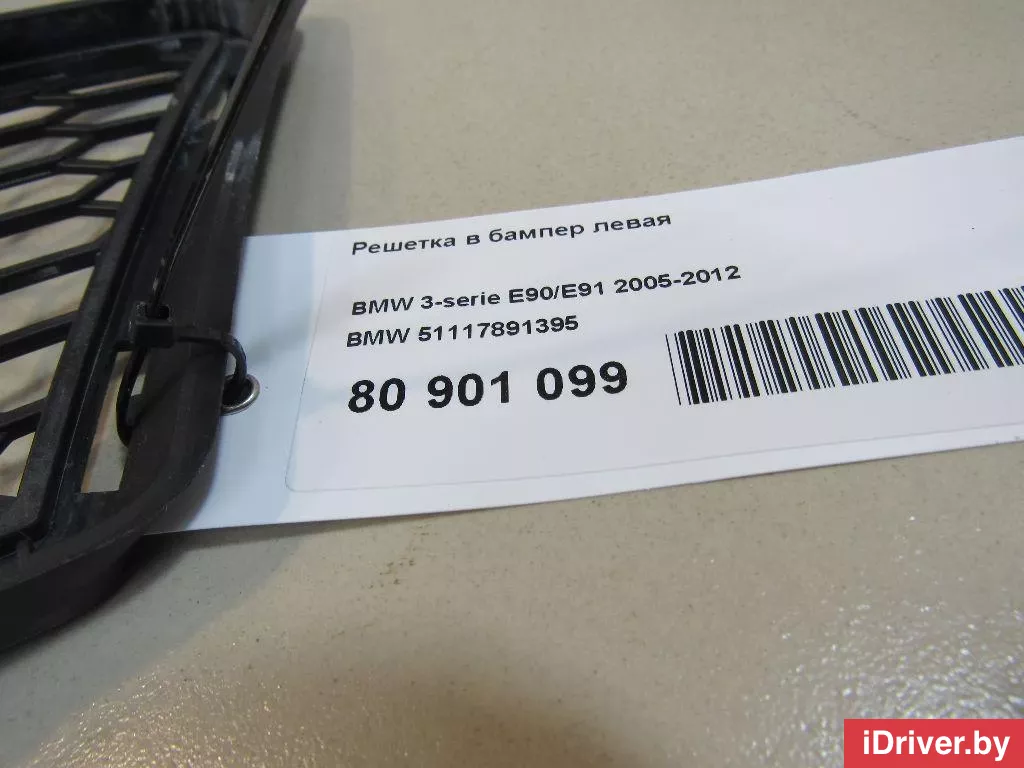 Решетка в бампер левая
BMW 3-serie E90/E91 2005-2012
BMW 51117891395
80 901 099
iDriver.by